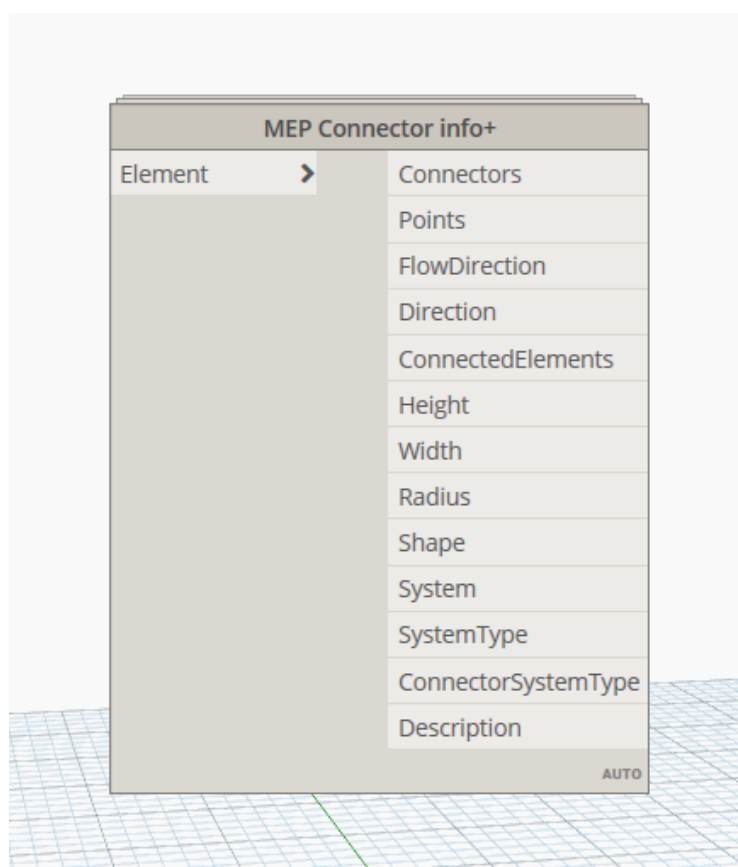 MEP Connector info+
Element
Connectors
Points
FlowDirection
Direction
ConnectedElements
Height
Width
Radius
Shape
System
SystemType
ConnectorSystemType
Description
AUTO